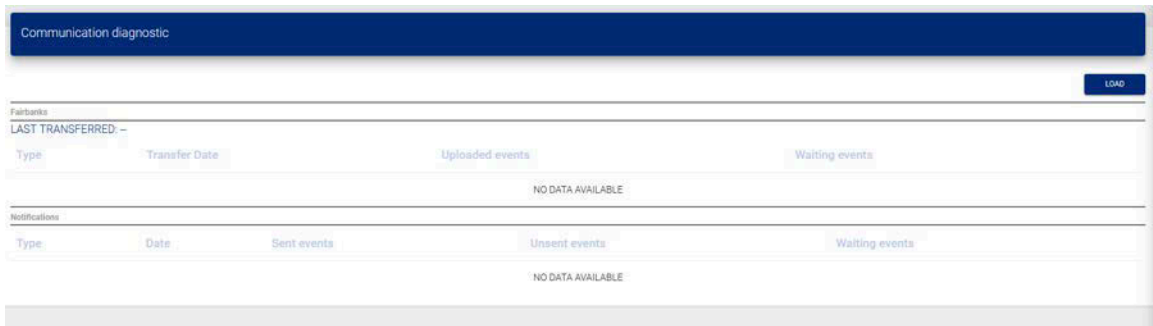 Communication diagnostic
LOAD
Fairbanks
LAST TRANSFERRED: --
Type Transfer Date Uploaded events Waiting events
NO DATA AVAILABLE
Notifications
Type Date Sent events Unsent events Waiting events
NO DATA AVAILABLE